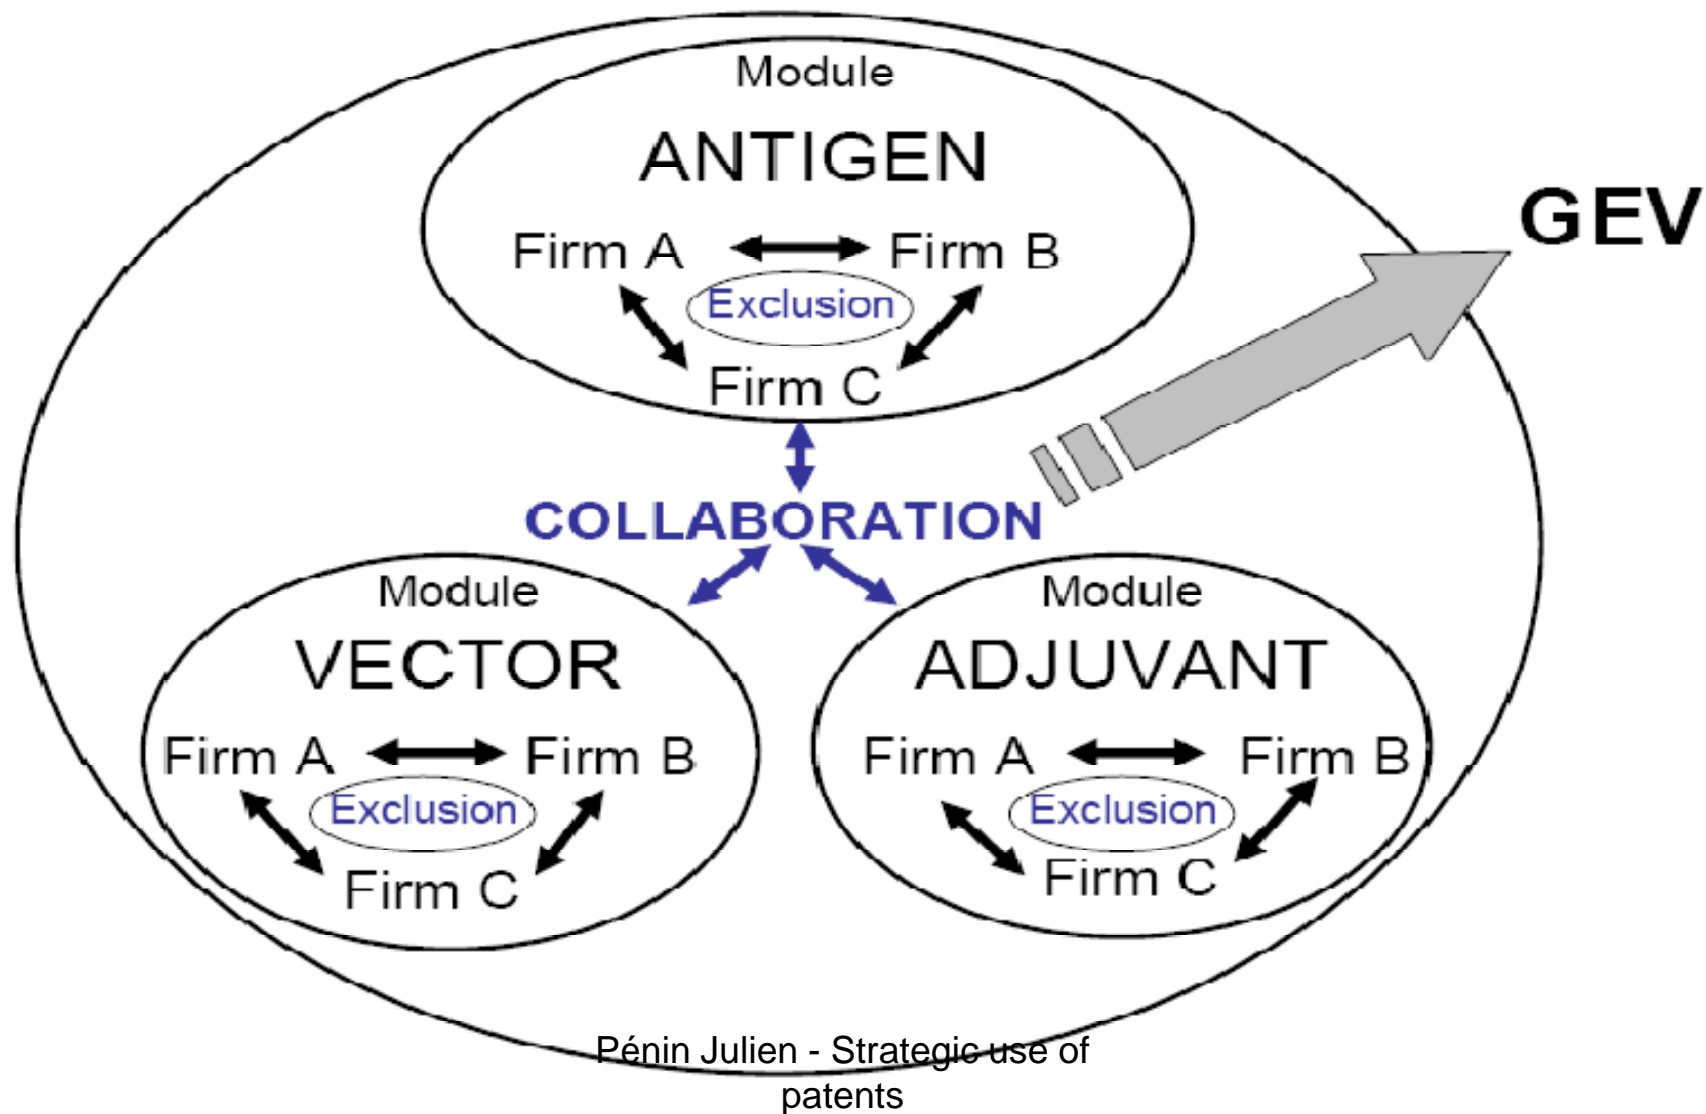 Module
ANTIGEN
GEV
Firm A Firm B
Exclusion
Firm C
COLLABORATION
Module
VECTOR
Firm A Firm B
Exclusion
Firm C
Module
ADJUVANT
Firm A Firm B
Exclusion
Firm C
Pénin Julien - Strategic use of
patents